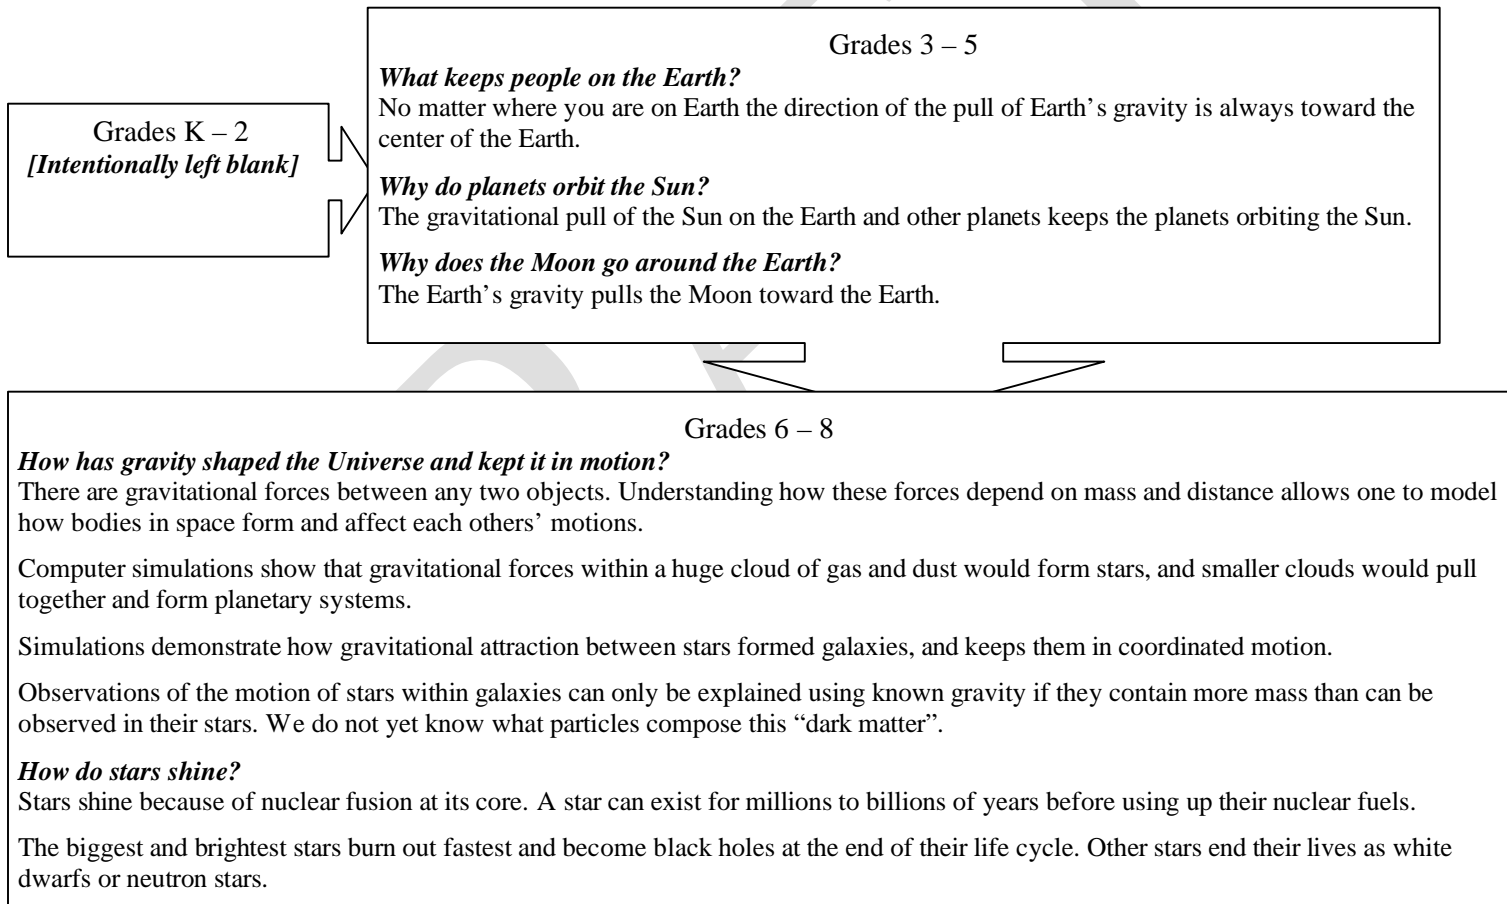 Grades 3 – 5
What keeps people on the Earth?
No matter where you are on Earth the direction of the pull of Earth’s gravity is always toward the
center of the Earth.
Why do planets orbit the Sun?
The gravitational pull of the Sun on the Earth and other planets keeps the planets orbiting the Sun.
Why does the Moon go around the Earth?
The Earth’s gravity pulls the Moon toward the Earth.
Grades K – 2
[Intentionally left blank]
Grades 6 – 8
How has gravity shaped the Universe and kept it in motion?
There are gravitational forces between any two objects. Understanding how these forces depend on mass and distance allows one to model
how bodies in space form and affect each others’ motions.
Computer simulations show that gravitational forces within a huge cloud of gas and dust would form stars, and smaller clouds would pull
together and form planetary systems.
Simulations demonstrate how gravitational attraction between stars formed galaxies, and keeps them in coordinated motion.
Observations of the motion of stars within galaxies can only be explained using known gravity if they contain more mass than can be
observed in their stars. We do not yet know what particles compose this “dark matter”.
How do stars shine?
Stars shine because of nuclear fusion at its core. A star can exist for millions to billions of years before using up their nuclear fuels.
The biggest and brightest stars burn out fastest and become black holes at the end of their life cycle. Other stars end their lives as white
dwarfs or neutron stars.